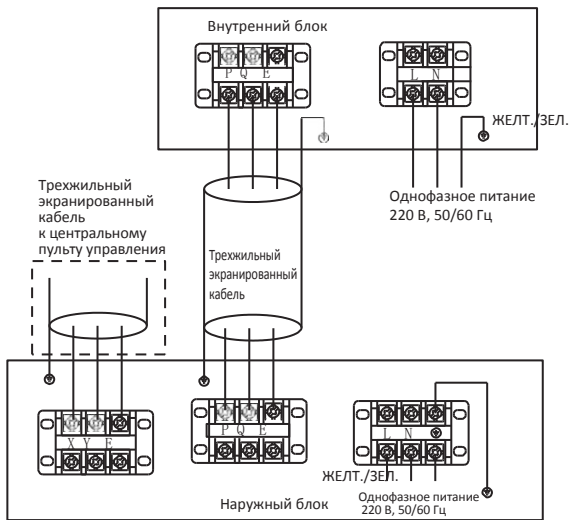 Внутренний блок
P Q E
L N
ЖЕЛТ./ЗЕЛ.
Однофазное питание
220 В, 50/60 Гц
Трехжильный
экранированный
кабель
к центральному
пульту управления
Трехжильный
экранированный
кабель
X Y E
P Q E
L N
ЖЕЛТ./ЗЕЛ.
Однофазное питание
220 В, 50/60 Гц
Наружный блок